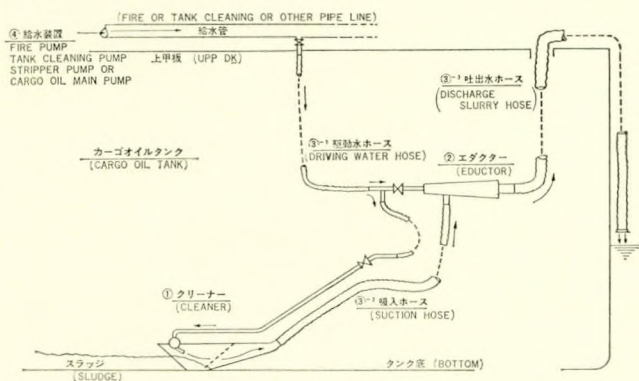 (FIRE OR TANK CLEANING OR OTHER PIPE LINE)
④ 給水装置
給水管
FIRE PUMP
TANK CLEANING PUMP
STRIPPER PUMP OR
CARGO OIL MAIN PUMP
上甲板 (UPP DK)
③-³ 吐出水ホース
(DISCHARGE
SLURRY HOSE)
カーゴオイルタンク
(CARGO OIL TANK)
③-¹ 駆動水ホース
(DRIVING WATER HOSE)
② エダクター
(EDUCTOR)
① クリーナー
(CLEANER)
吸入ホース
(SUCTION HOSE)
スラッジ
(SLUDGE)
タンク底 (BOTTOM)